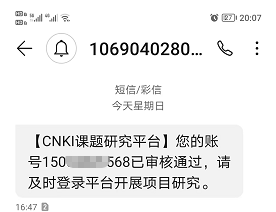 27 20:07
1069040280...
短信/彩信
今天星期日
【CNKI课题研究平台】您的账
号150 568已审核通过，请
及时登录平台开展项目研究。
16:47 2